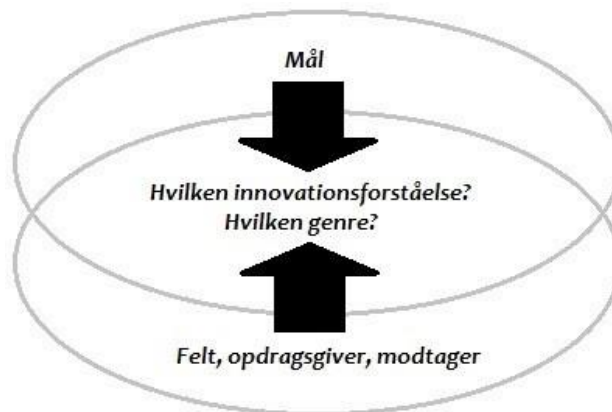 Mål
Hvilken innovationsforståelse?
Hvilken genre?
Felt, opdragsgiver, modtager